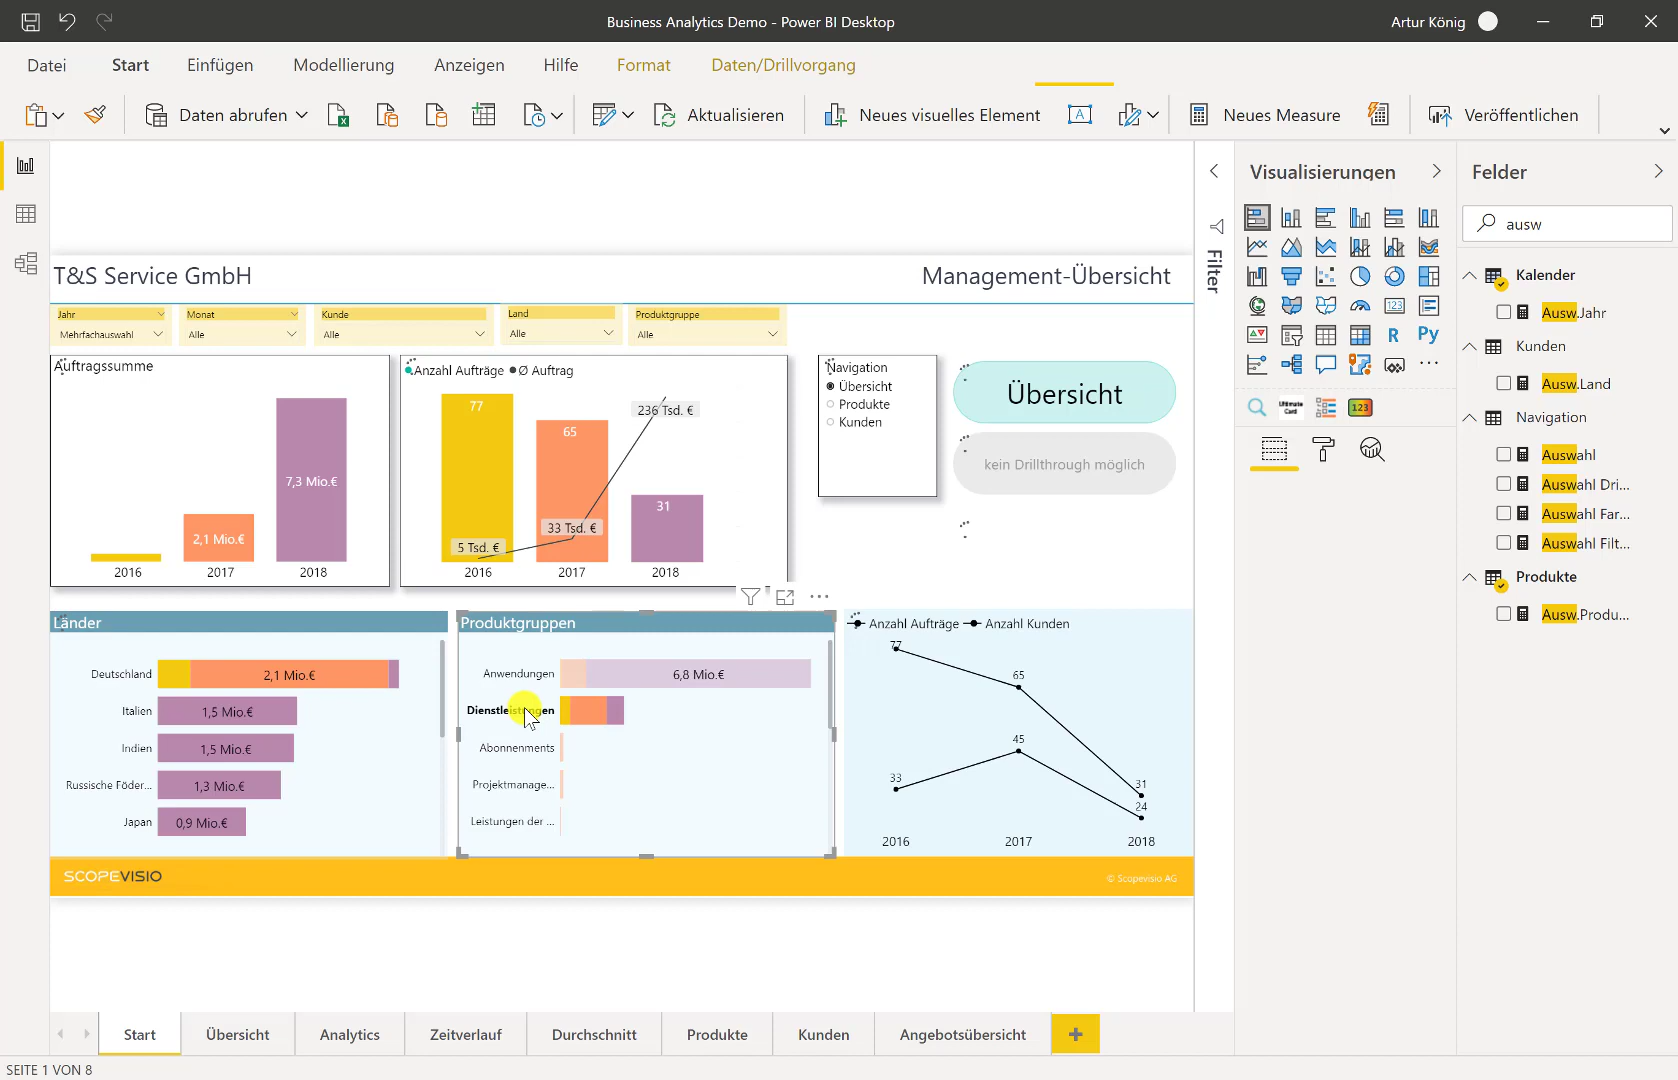 Business Analytics Demo - Power BI Desktop
Artur König
Datei
Start
Einfügen
Modellierung
Anzeigen
Hilfe
Format
Daten/Drillvorgang
Daten abrufen
Aktualisieren
Neues visuelles Element
Neues Measure
Veröffentlichen
T&S Service GmbH
Management-Übersicht
Jahr
Mehrfachauswahl
Monat
Alle
Kunde
Alle
Land
Alle
Produktgruppe
Alle
Auftragssumme
2,1 Mio.€
7,3 Mio.€
2016
2017
2018
Anzahl Aufträge
Ø Auftrag
77
65
31
5 Tsd. €
33 Tsd. €
236 Tsd. €
2016
2017
2018
Navigation
Übersicht
Produkte
Kunden
Übersicht
kein Drillthrough möglich
Länder
Deutschland
2,1 Mio.€
Italien
1,5 Mio.€
Indien
1,5 Mio.€
Russische Föder...
1,3 Mio.€
Japan
0,9 Mio.€
Produktgruppen
Anwendungen
6,8 Mio.€
Dienstleistungen
Abonnenments
Projektmanage...
Leistungen der ...
Anzahl Aufträge
Anzahl Kunden
77
65
31
33
45
24
2016
2017
2018
SCOPEVISIO
© Scopevisio AG
Filter
Visualisierungen
123
R
Py
Ultimate
Card
123
Felder
ausw
Kalender
Ausw.Jahr
Kunden
Ausw.Land
Navigation
Auswahl
Auswahl Dri...
Auswahl Far...
Auswahl Filt...
Produkte
Ausw.Produ...
Start
Übersicht
Analytics
Zeitverlauf
Durchschnitt
Produkte
Kunden
Angebotsübersicht
SEITE 1 VON 8